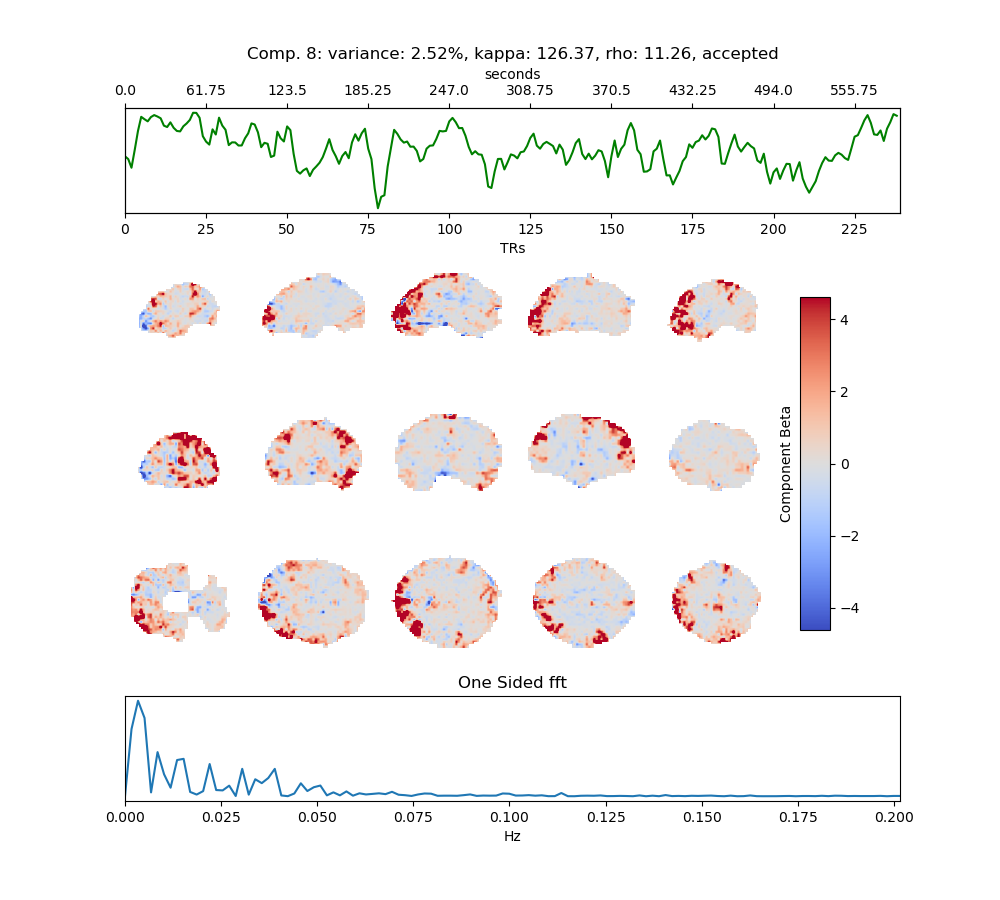 Comp. 8: variance: 2.52%, kappa: 126.37, rho: 11.26, accepted
seconds
0.0 61.75 123.5 185.25 247.0 308.75 370.5 432.25 494.0 555.75
0 25 50 75 100 125 150 175 200 225
TRs
4
2
0
−2
−4
Component Beta
One Sided fft
0.000 0.025 0.050 0.075 0.100 0.125 0.150 0.175 0.200
Hz